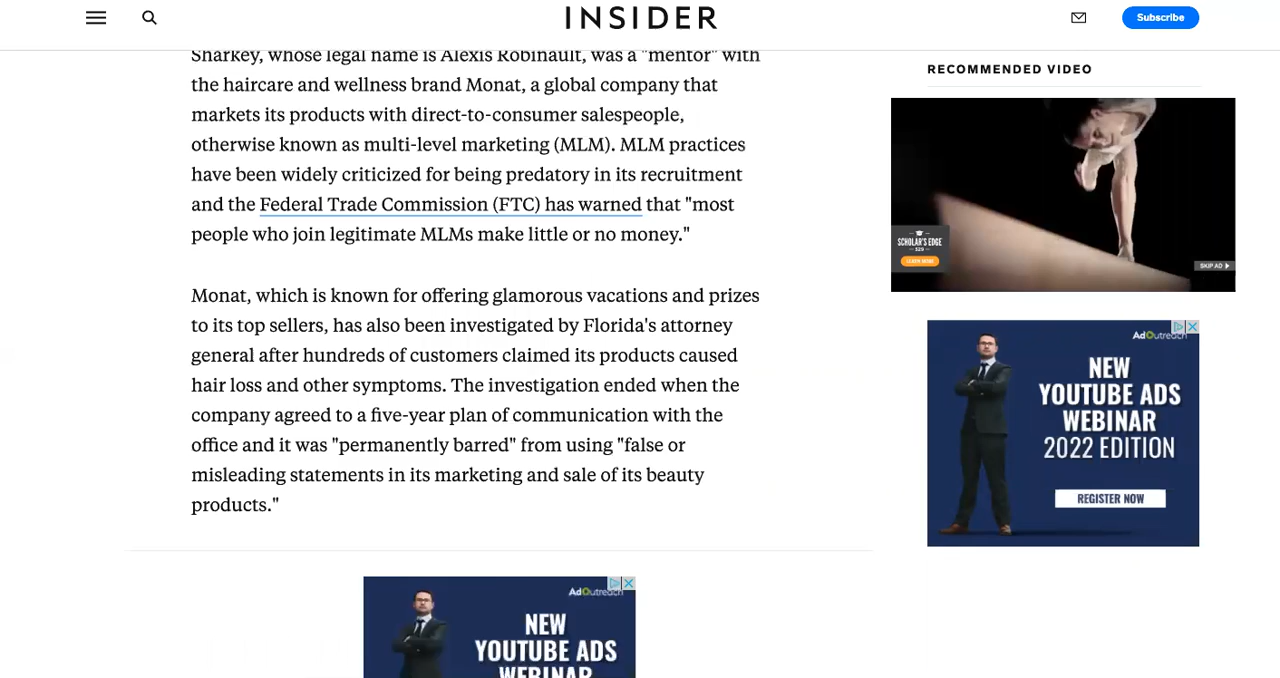 INSIDER
Subscribe
Sharkey, whose legal name is Alexis Robinault, was a "mentor" with
the haircare and wellness brand Monat, a global company that
markets its products with direct-to-consumer salespeople,
otherwise known as multi-level marketing (MLM). MLM practices
have been widely criticized for being predatory in its recruitment
and the Federal Trade Commission (FTC) has warned that "most
people who join legitimate MLMs make little or no money."
Monat, which is known for offering glamorous vacations and prizes
to its top sellers, has also been investigated by Florida's attorney
general after hundreds of customers claimed its products caused
hair loss and other symptoms. The investigation ended when the
company agreed to a five-year plan of communication with the
office and it was "permanently barred" from using "false or
misleading statements in its marketing and sale of its beauty
products."
RECOMMENDED VIDEO
SCHOLAR'S EDGE
529
LEARN MORE
SKIP AD
AdOutreach
NEW
YOUTUBE ADS
WEBINAR
2022 EDITION
REGISTER NOW
AdOutreach
NEW
YOUTUBE ADS
WEBINAR